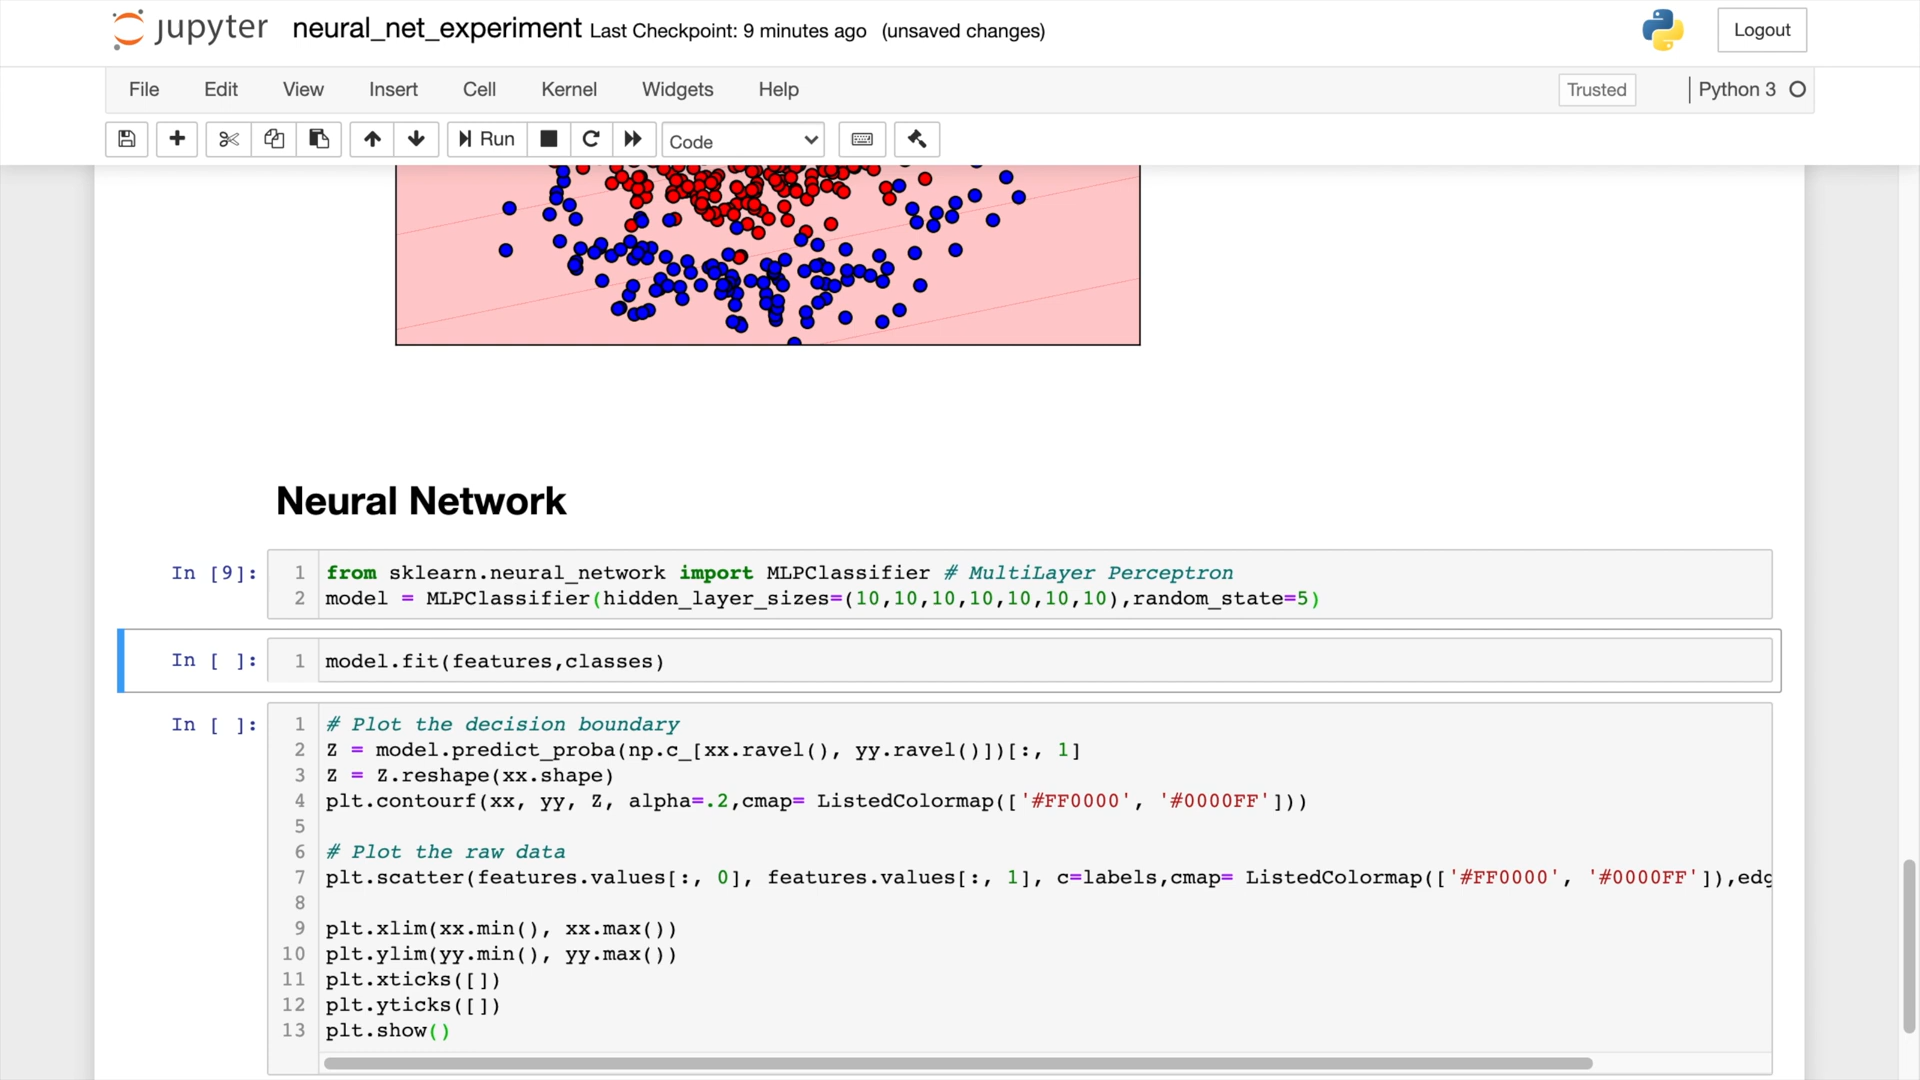 jupyter neural_net_experiment Last Checkpoint: 9 minutes ago (unsaved changes) Logout
File Edit View Insert Cell Kernel Widgets Help Trusted Python 3
Run Code
Neural Network
In [9]:
1 from sklearn.neural_network import MLPClassifier # MultiLayer Perceptron
2 model = MLPClassifier(hidden_layer_sizes=(10,10,10,10,10,10,10),random_state=5)
In [ ]:
1 model.fit(features,classes)
In [ ]:
1 # Plot the decision boundary
2 Z = model.predict_proba(np.c_[xx.ravel(), yy.ravel()])[:, 1]
3 Z = Z.reshape(xx.shape)
4 plt.contourf(xx, yy, Z, alpha=.2,cmap= ListedColormap(['#FF0000', '#0000FF']))
5
6 # Plot the raw data
7 plt.scatter(features.values[:, 0], features.values[:, 1], c=labels,cmap= ListedColormap(['#FF0000', '#0000FF']),edg
8
9 plt.xlim(xx.min(), xx.max())
10 plt.ylim(yy.min(), yy.max())
11 plt.xticks([])
12 plt.yticks([])
13 plt.show()